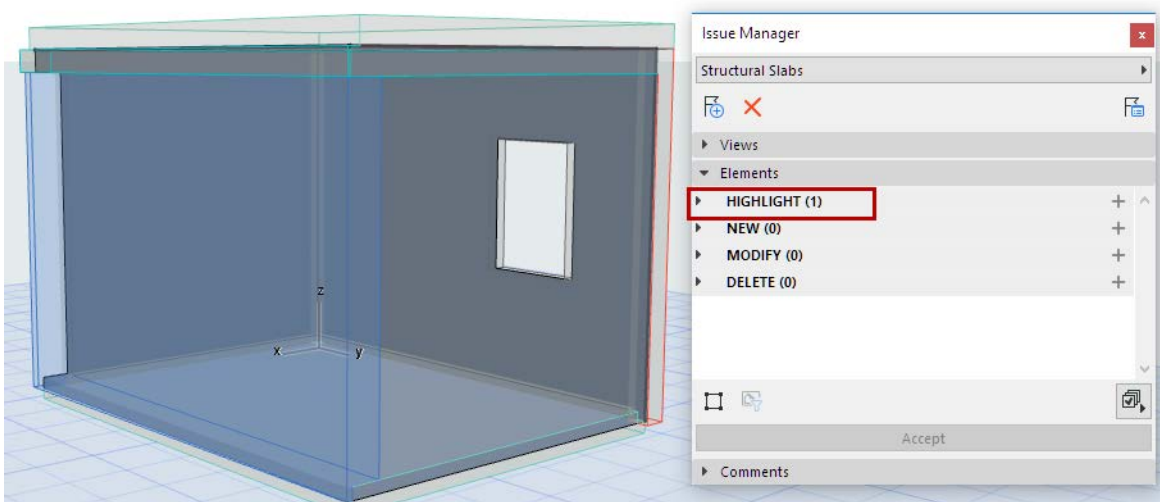 Issue Manager
x
Structural Slabs
Views
Elements
HIGHLIGHT (1)
NEW (0)
MODIFY (0)
DELETE (0)
z
x
y
Accept
Comments